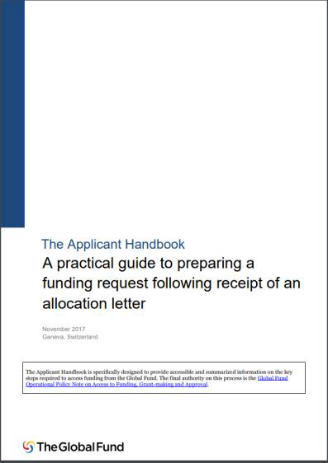 The Applicant Handbook
A practical guide to preparing a
funding request following receipt of an
allocation letter
November 2017
Geneva, Switzerland
The Applicant Handbook is specifically designed to provide accessible and summarized information on the key
steps required to access funding from the Global Fund. The final authority on this process is the Global Fund
Operational Policy Note on Access to Funding, Grant-making and Approval.
TheGlobalFund